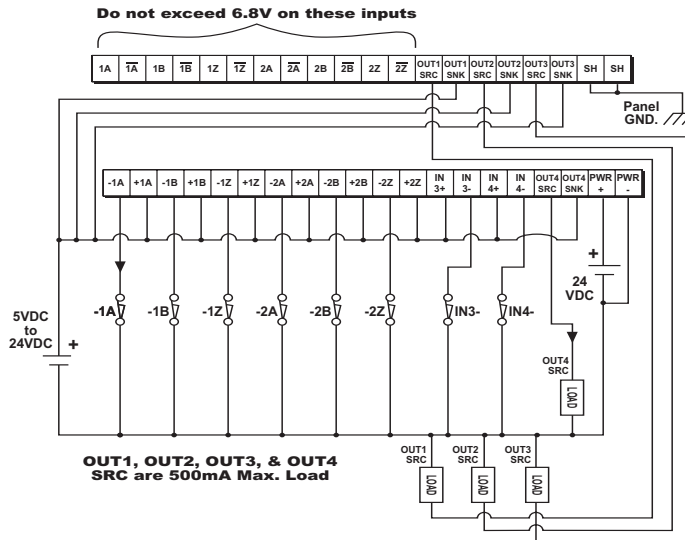 Do not exceed 6.8V on these inputs
1A 1A 1B 1B 1Z 1Z 2A 2A 2B 2B 2Z 2Z OUT1 SRC OUT1 SNK OUT2 SRC OUT2 SNK OUT3 SRC OUT3 SNK SH SH
Panel
GND.
-1A +1A -1B +1B -1Z +1Z -2A +2A -2B +2B -2Z +2Z IN 3+ IN 3- IN 4+ IN 4- OUT4 SRC OUT4 SNK PWR + PWR -
+
24
VDC
5VDC
to
24VDC
+
-1A -1B -1Z -2A -2B -2Z IN3- IN4-
OUT4
SRC
LOAD
OUT1, OUT2, OUT3, & OUT4
SRC are 500mA Max. Load
OUT1
SRC
OUT2
SRC
OUT3
SRC
LOAD LOAD LOAD